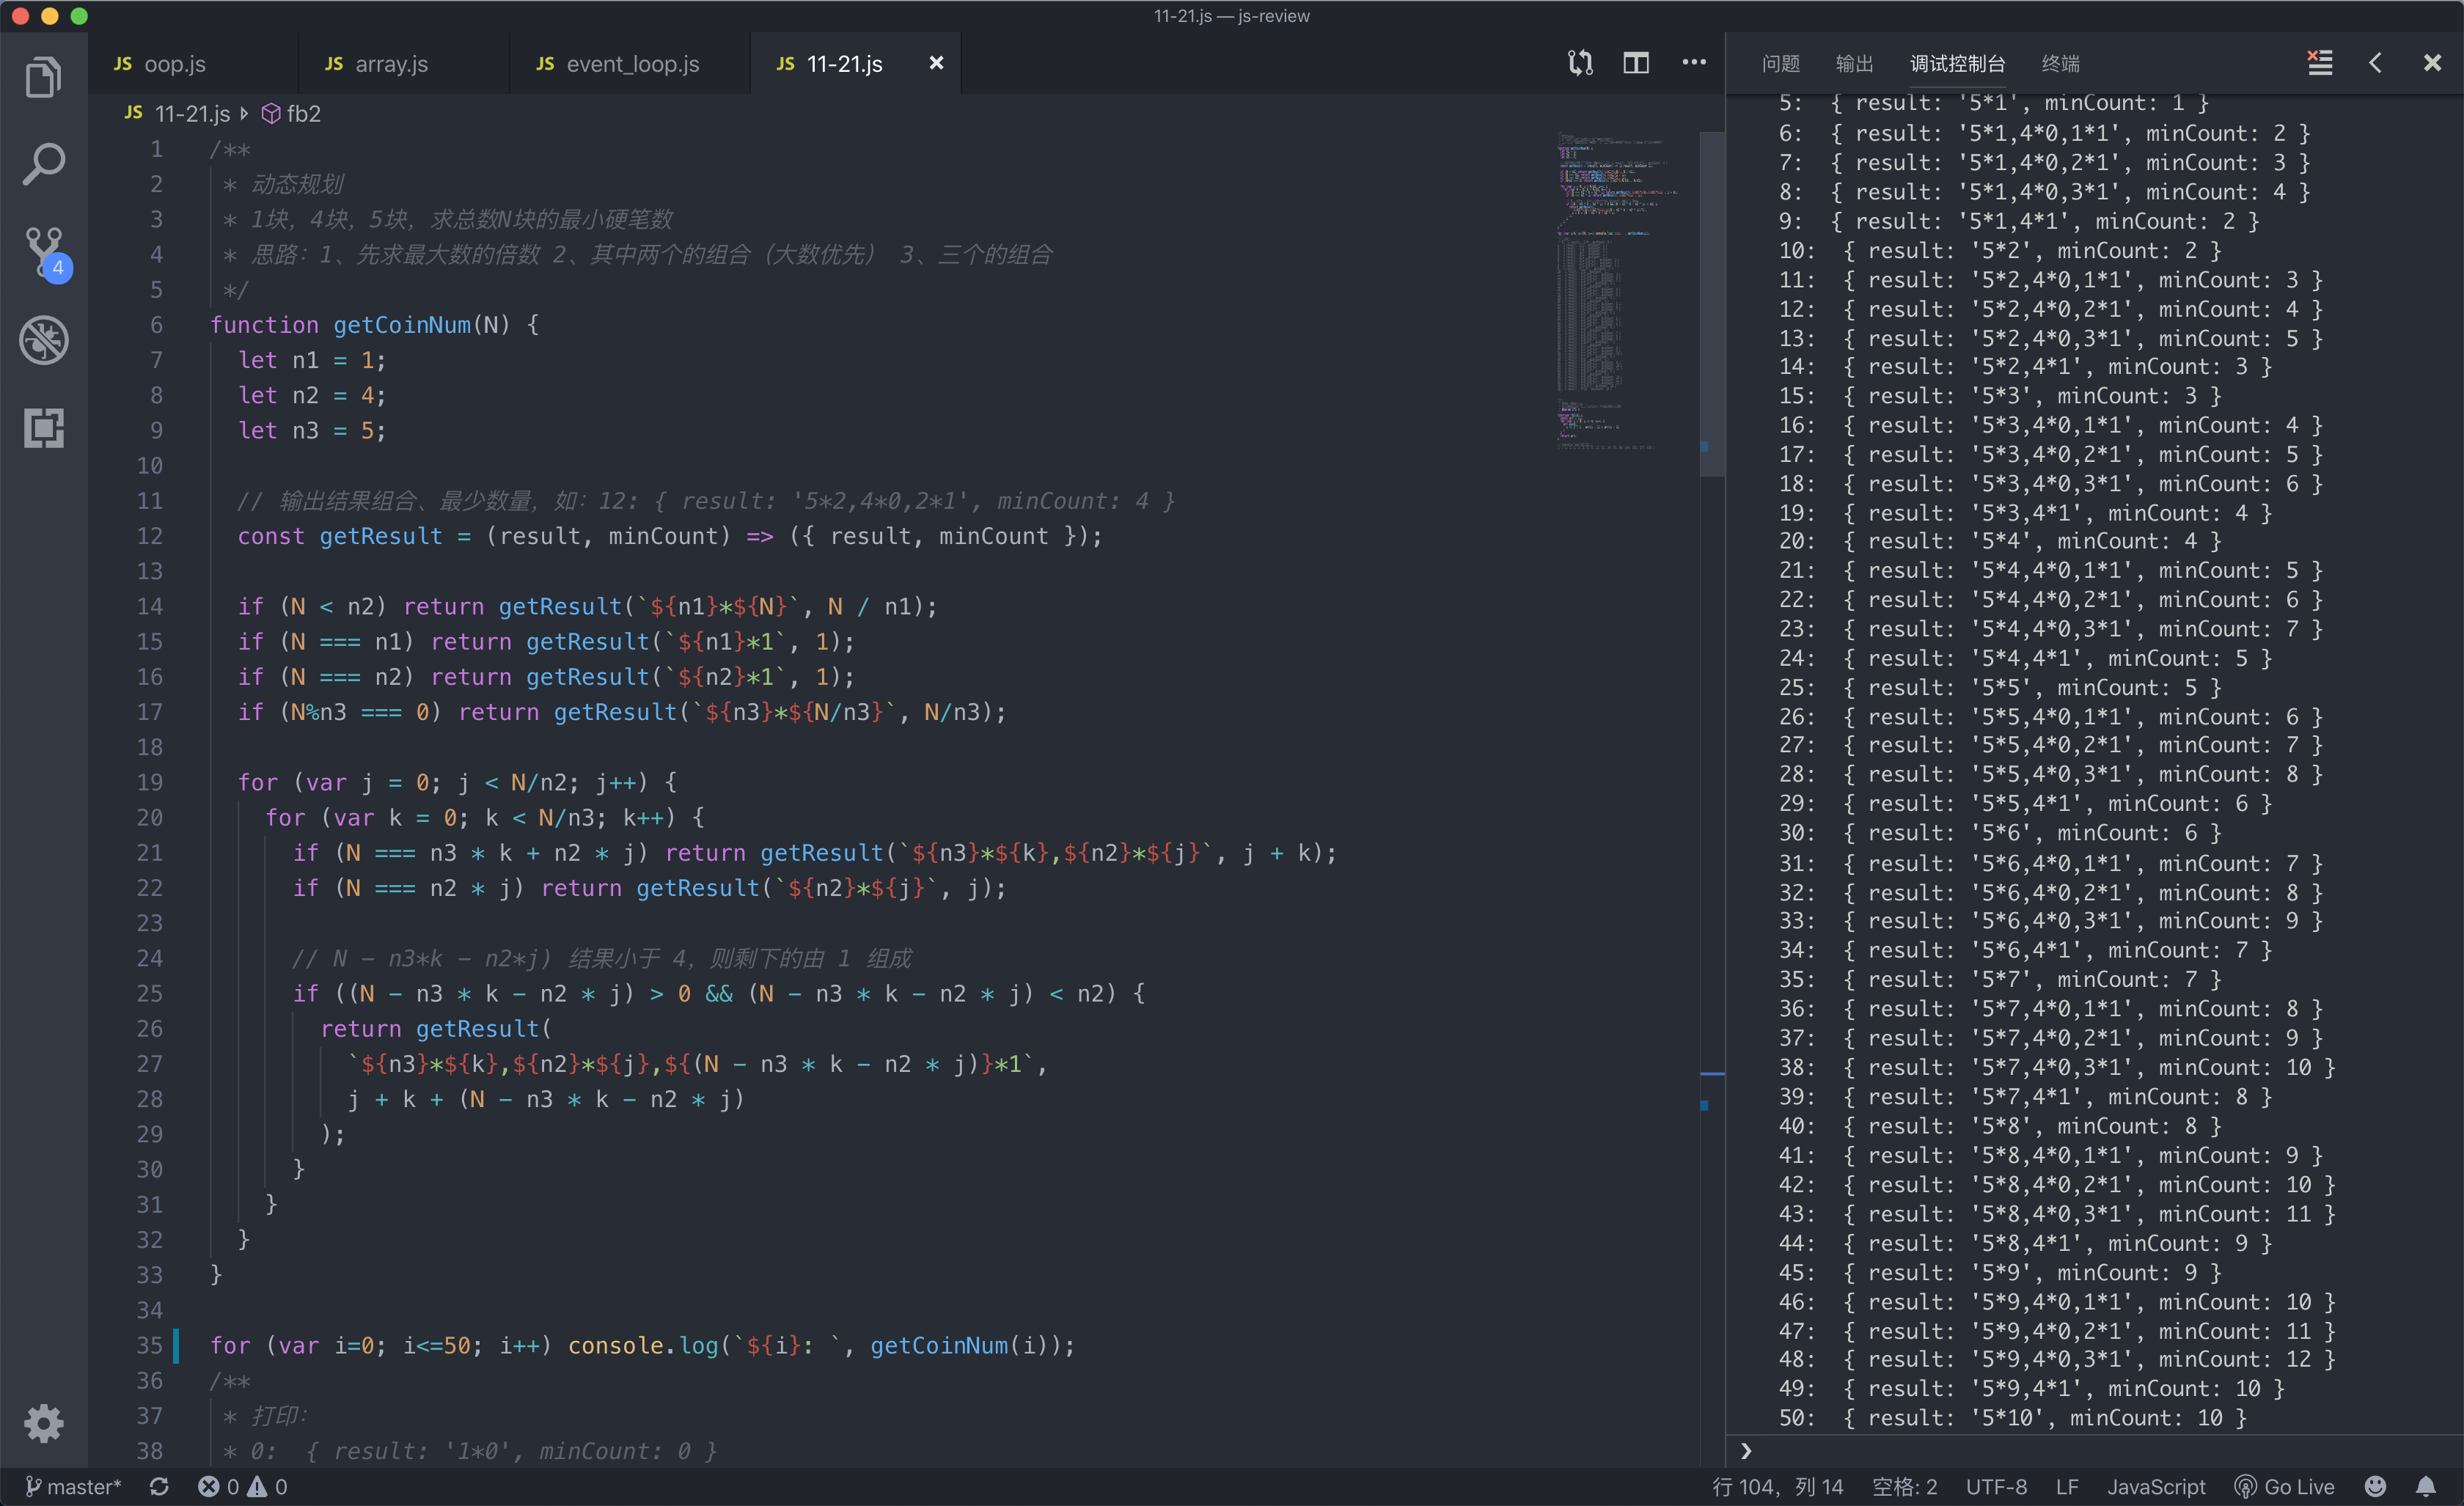 11-21.js — js-review
JS oop.js
JS array.js
JS event_loop.js
JS 11-21.js
问题 输出 调试控制台 终端
JS 11-21.js fb2
4
1 /**
2 * 动态规划
3 * 1块，4块，5块，求总数N块的最小硬笔数
4 * 思路：1、先求最大数的倍数 2、其中两个的组合（大数优先） 3、三个的组合
5 */
6 function getCoinNum(N) {
7 let n1 = 1;
8 let n2 = 4;
9 let n3 = 5;
10
11 // 输出结果组合、最少数量，如：12: { result: '5*2,4*0,2*1', minCount: 4 }
12 const getResult = (result, minCount) => ({ result, minCount });
13
14 if (N < n2) return getResult(`${n1}*${N}`, N / n1);
15 if (N === n1) return getResult(`${n1}*1`, 1);
16 if (N === n2) return getResult(`${n2}*1`, 1);
17 if (N%n3 === 0) return getResult(`${n3}*${N/n3}`, N/n3);
18
19 for (var j = 0; j < N/n2; j++) {
20 for (var k = 0; k < N/n3; k++) {
21 if (N === n3 * k + n2 * j) return getResult(`${n3}*${k},${n2}*${j}`, j + k);
22 if (N === n2 * j) return getResult(`${n2}*${j}`, j);
23
24 // N - n3*k - n2*j) 结果小于 4，则剩下的由 1 组成
25 if ((N - n3 * k - n2 * j) > 0 && (N - n3 * k - n2 * j) < n2) {
26 return getResult(
27 `${n3}*${k},${n2}*${j},${(N - n3 * k - n2 * j)}*1`,
28 j + k + (N - n3 * k - n2 * j)
29 );
30 }
31 }
32 }
33 }
34
35 for (var i=0; i<=50; i++) console.log(`${i}: `, getCoinNum(i));
36 /**
37 * 打印：
38 * 0: { result: '1*0', minCount: 0 }
5: { result: '5*1', minCount: 1 }
6: { result: '5*1,4*0,1*1', minCount: 2 }
7: { result: '5*1,4*0,2*1', minCount: 3 }
8: { result: '5*1,4*0,3*1', minCount: 4 }
9: { result: '5*1,4*1', minCount: 2 }
10: { result: '5*2', minCount: 2 }
11: { result: '5*2,4*0,1*1', minCount: 3 }
12: { result: '5*2,4*0,2*1', minCount: 4 }
13: { result: '5*2,4*0,3*1', minCount: 5 }
14: { result: '5*2,4*1', minCount: 3 }
15: { result: '5*3', minCount: 3 }
16: { result: '5*3,4*0,1*1', minCount: 4 }
17: { result: '5*3,4*0,2*1', minCount: 5 }
18: { result: '5*3,4*0,3*1', minCount: 6 }
19: { result: '5*3,4*1', minCount: 4 }
20: { result: '5*4', minCount: 4 }
21: { result: '5*4,4*0,1*1', minCount: 5 }
22: { result: '5*4,4*0,2*1', minCount: 6 }
23: { result: '5*4,4*0,3*1', minCount: 7 }
24: { result: '5*4,4*1', minCount: 5 }
25: { result: '5*5', minCount: 5 }
26: { result: '5*5,4*0,1*1', minCount: 6 }
27: { result: '5*5,4*0,2*1', minCount: 7 }
28: { result: '5*5,4*0,3*1', minCount: 8 }
29: { result: '5*5,4*1', minCount: 6 }
30: { result: '5*6', minCount: 6 }
31: { result: '5*6,4*0,1*1', minCount: 7 }
32: { result: '5*6,4*0,2*1', minCount: 8 }
33: { result: '5*6,4*0,3*1', minCount: 9 }
34: { result: '5*6,4*1', minCount: 7 }
35: { result: '5*7', minCount: 7 }
36: { result: '5*7,4*0,1*1', minCount: 8 }
37: { result: '5*7,4*0,2*1', minCount: 9 }
38: { result: '5*7,4*0,3*1', minCount: 10 }
39: { result: '5*7,4*1', minCount: 8 }
40: { result: '5*8', minCount: 8 }
41: { result: '5*8,4*0,1*1', minCount: 9 }
42: { result: '5*8,4*0,2*1', minCount: 10 }
43: { result: '5*8,4*0,3*1', minCount: 11 }
44: { result: '5*8,4*1', minCount: 9 }
45: { result: '5*9', minCount: 9 }
46: { result: '5*9,4*0,1*1', minCount: 10 }
47: { result: '5*9,4*0,2*1', minCount: 11 }
48: { result: '5*9,4*0,3*1', minCount: 12 }
49: { result: '5*9,4*1', minCount: 10 }
50: { result: '5*10', minCount: 10 }
master* 0 0 行 104，列 14 空格: 2 UTF-8 LF JavaScript Go Live